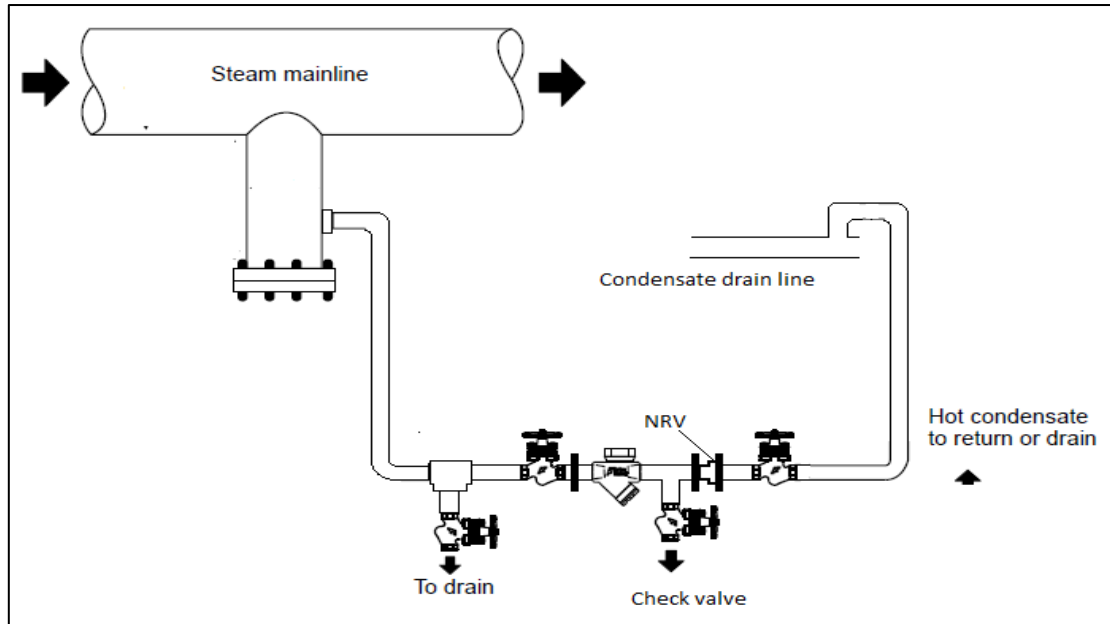 Steam mainline
Condensate drain line
NRV
Hot condensate
to return or drain
To drain
Check valve